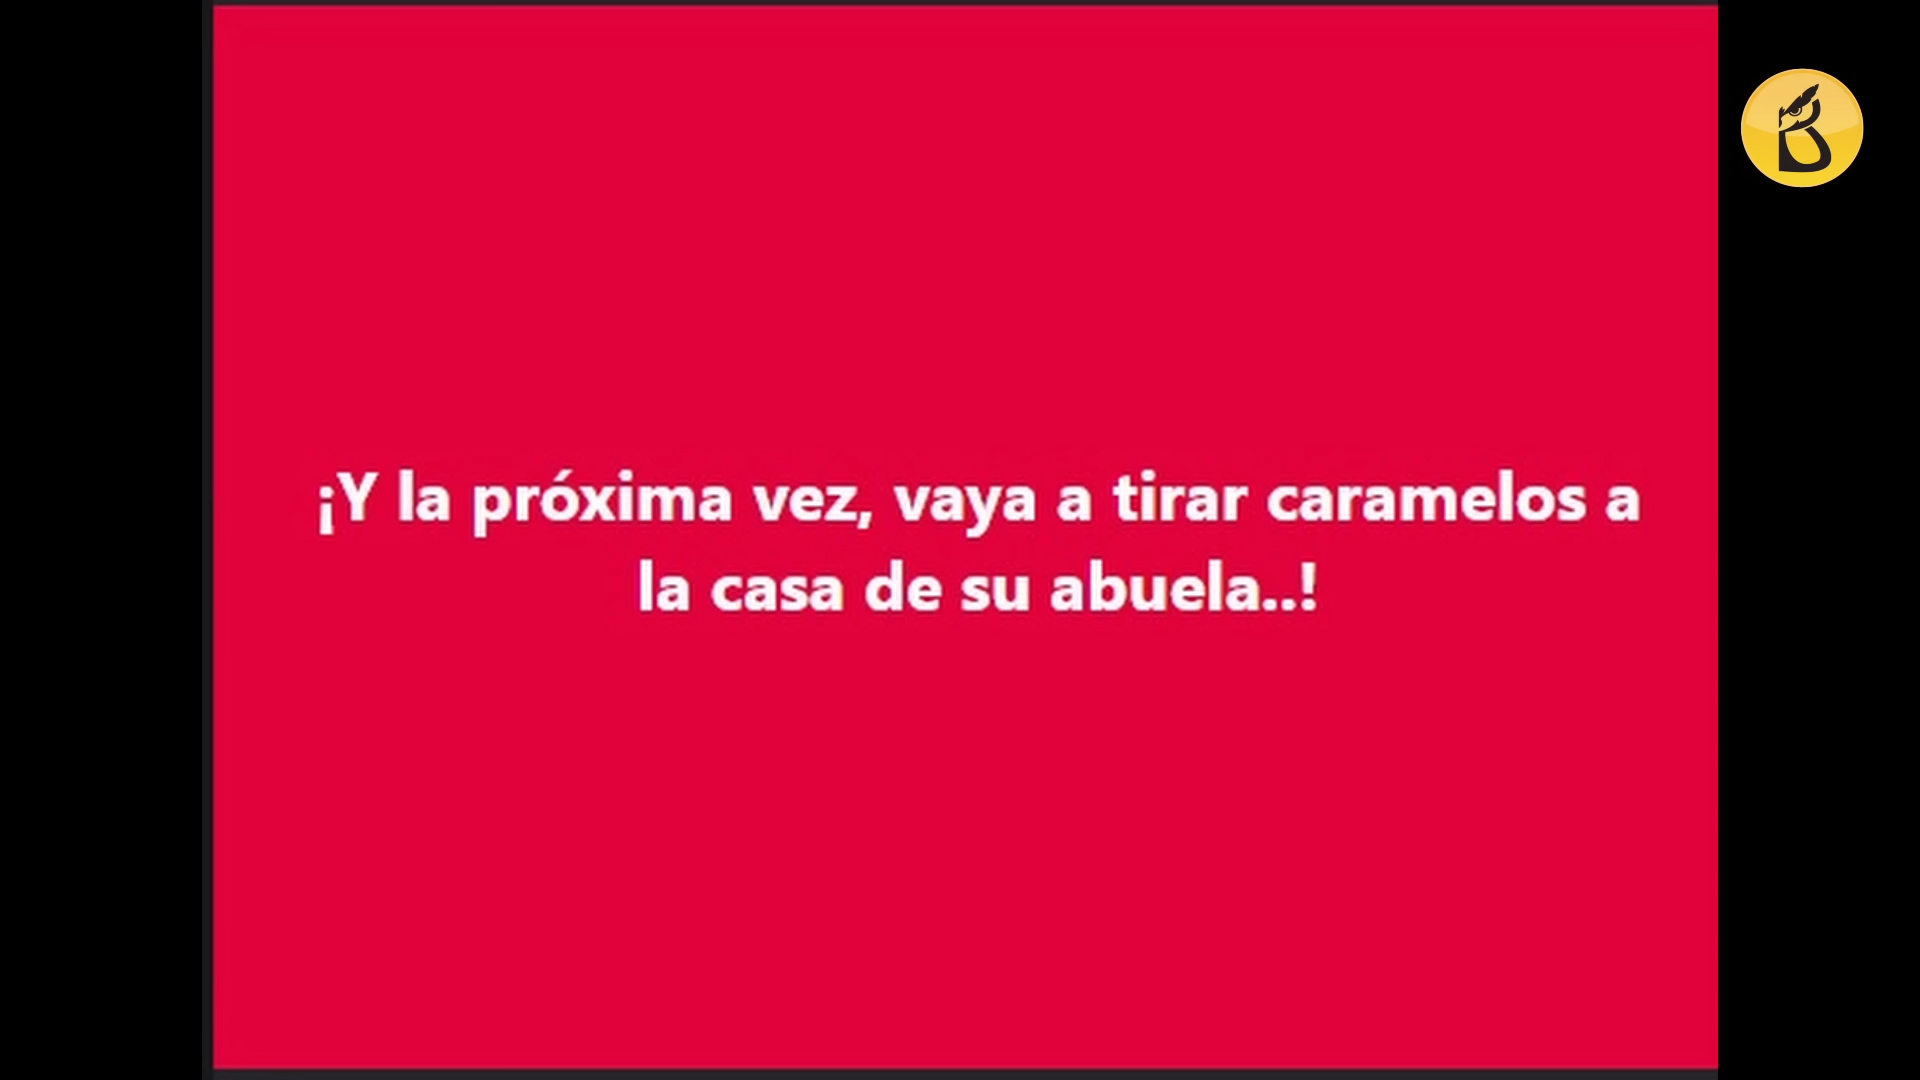 ¡Y la próxima vez, vaya a tirar caramelos a
la casa de su abuela..!